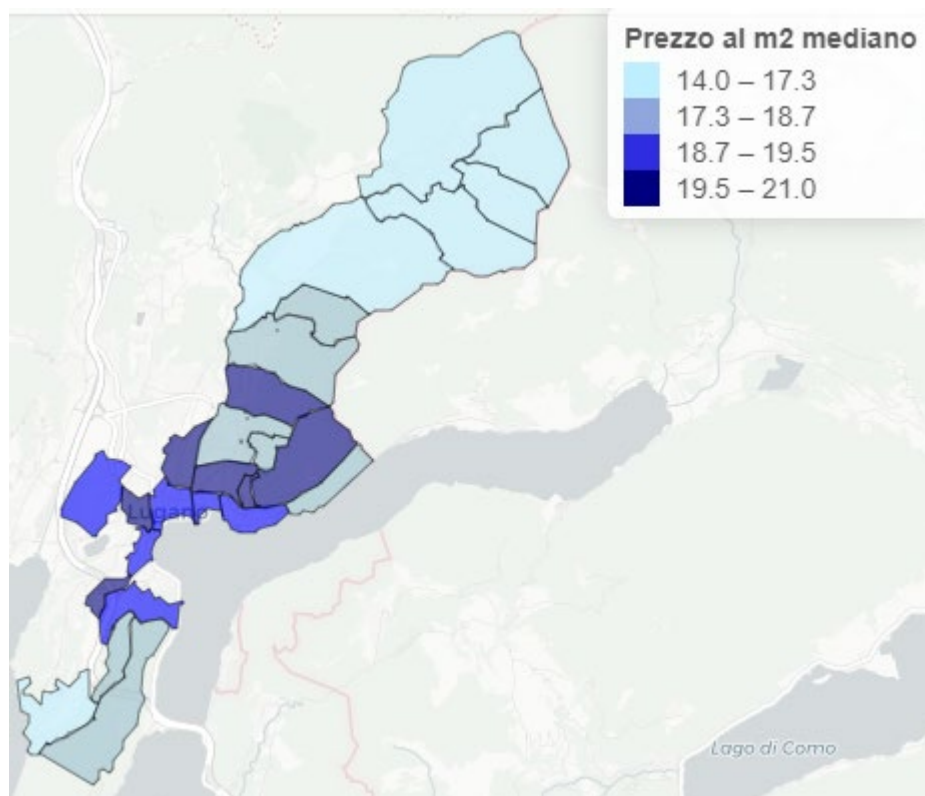 Prezzo al m2 mediano
14.0 – 17.3
17.3 – 18.7
18.7 – 19.5
19.5 – 21.0
Lugano
Lago di Como